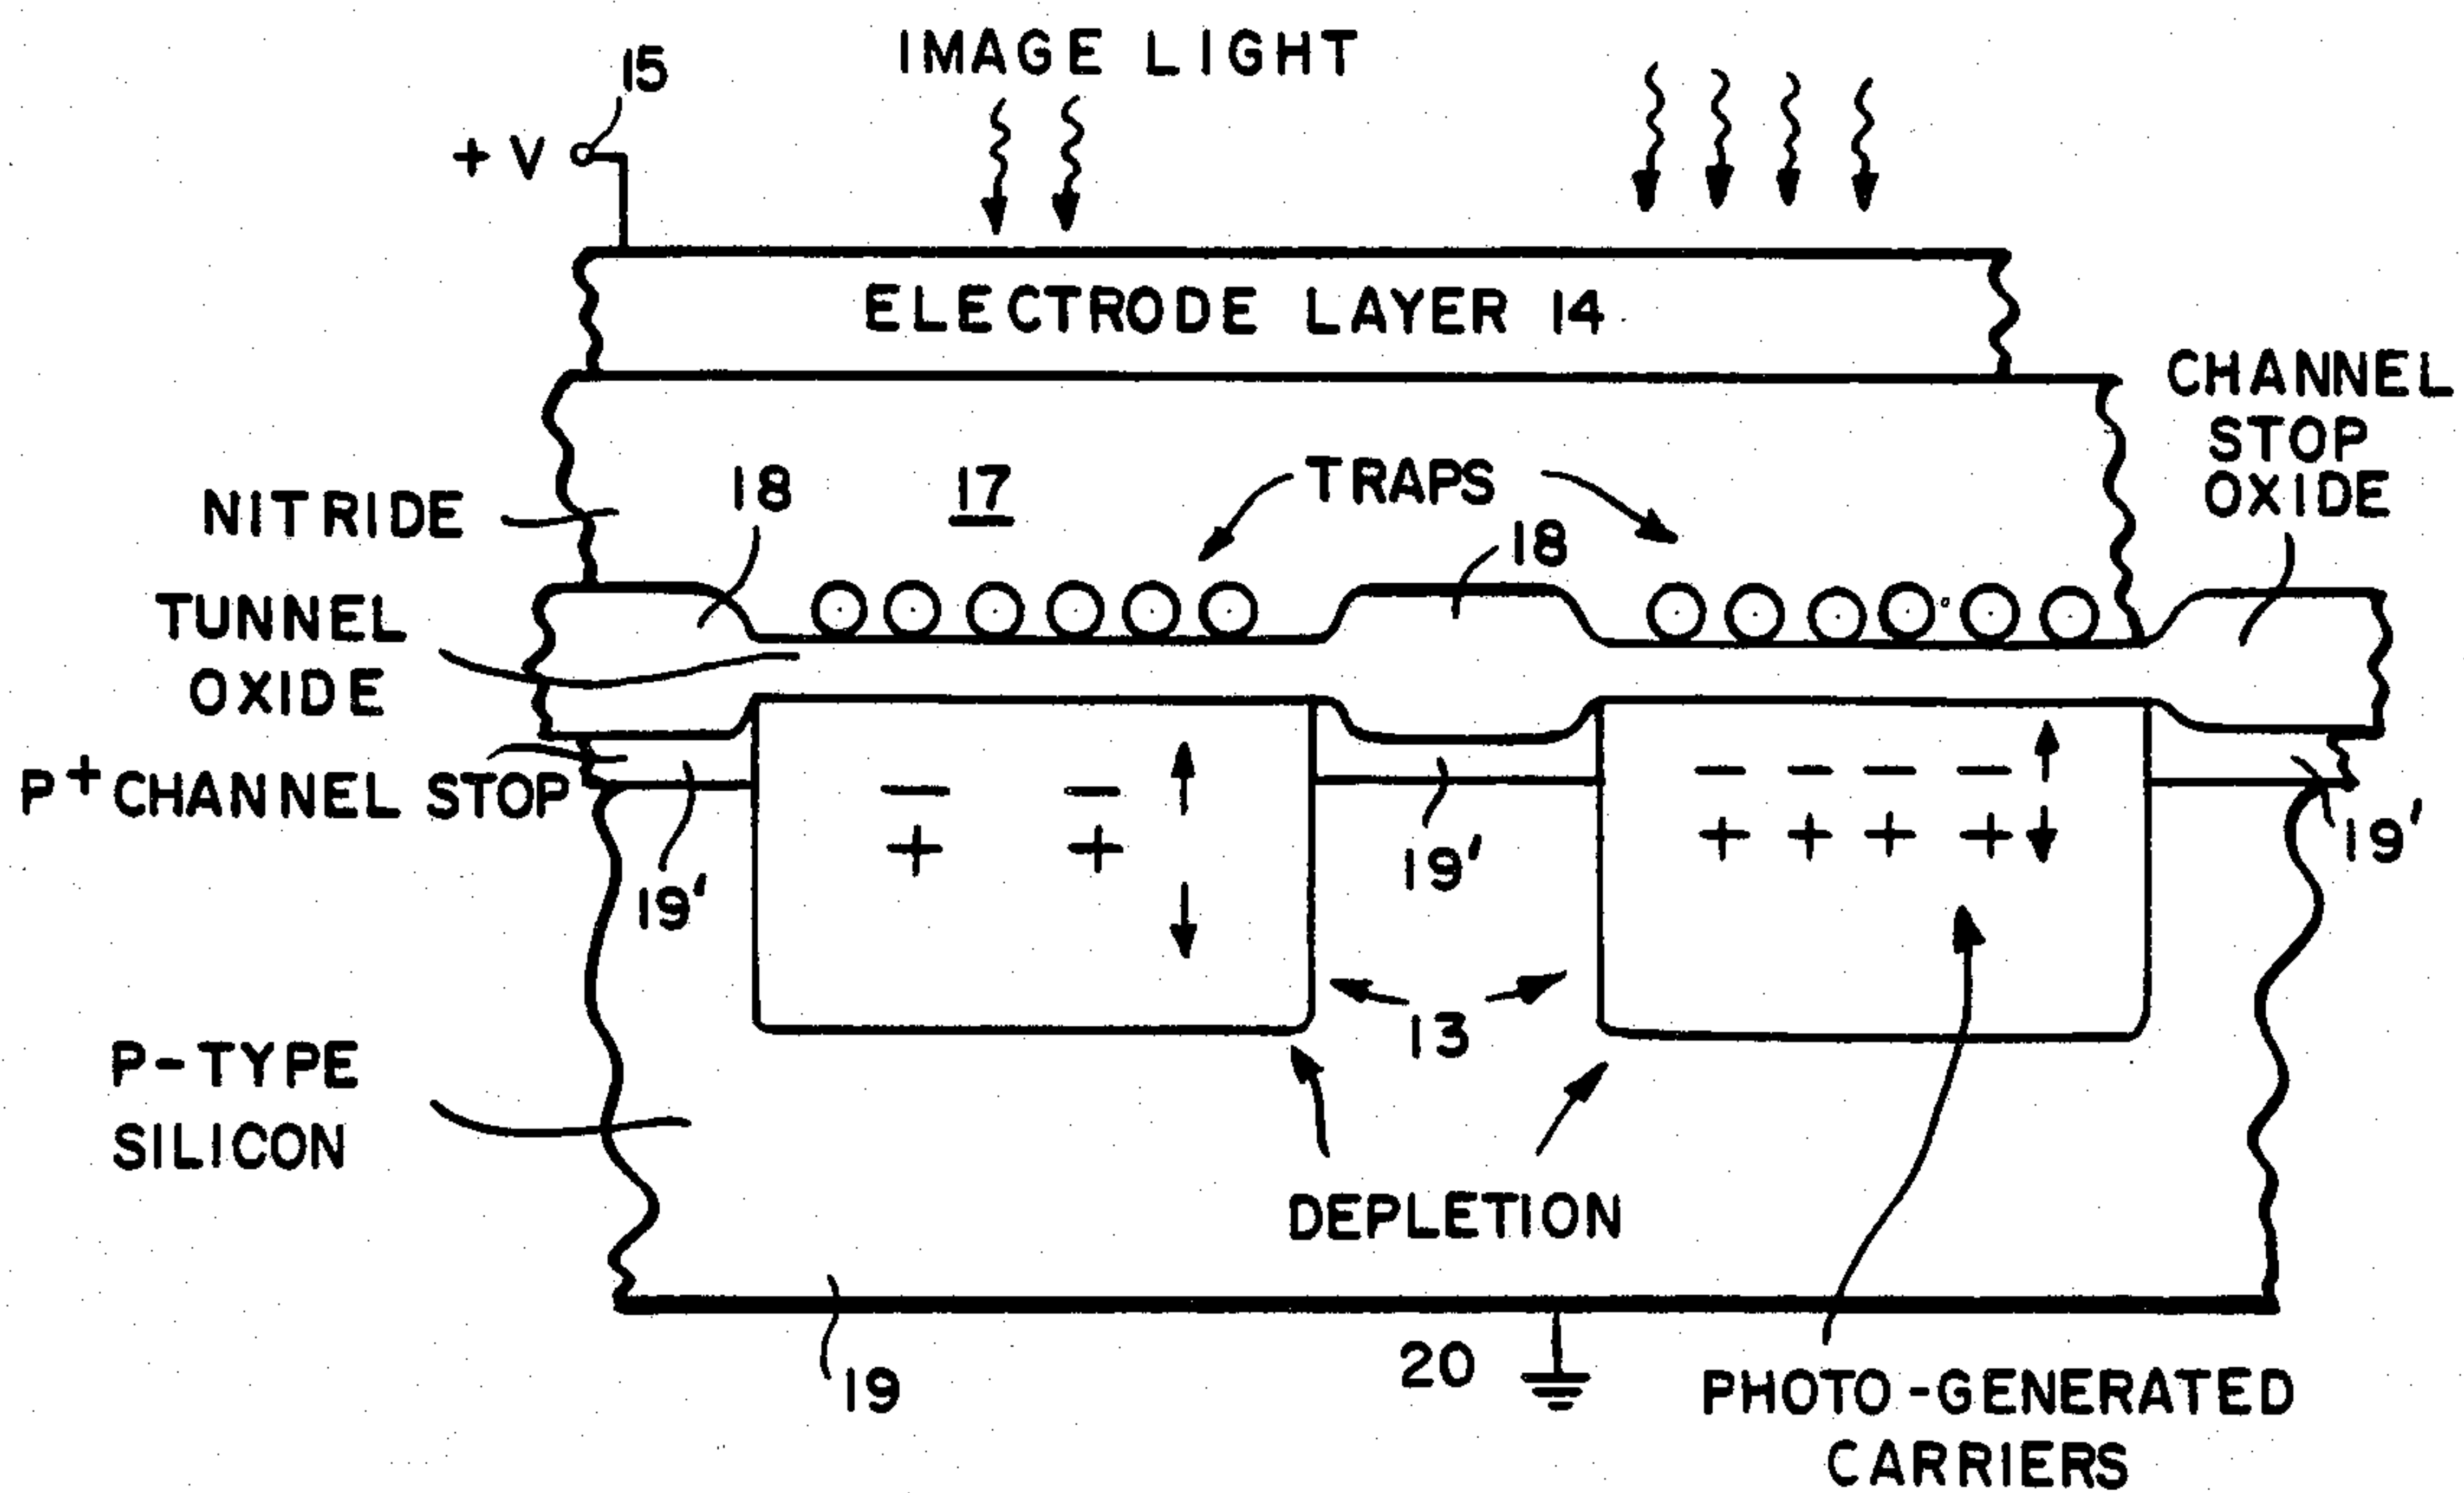 IMAGE LIGHT
15
+ V
ELECTRODE LAYER 14
CHANNEL
STOP
OXIDE
NITRIDE
18
17
TRAPS
18
TUNNEL
OXIDE
P+ CHANNEL STOP
- -
+ +
- - - -
+ + + +
19'
19'
19'
13
P-TYPE
SILICON
DEPLETION
19
20
PHOTO-GENERATED
CARRIERS